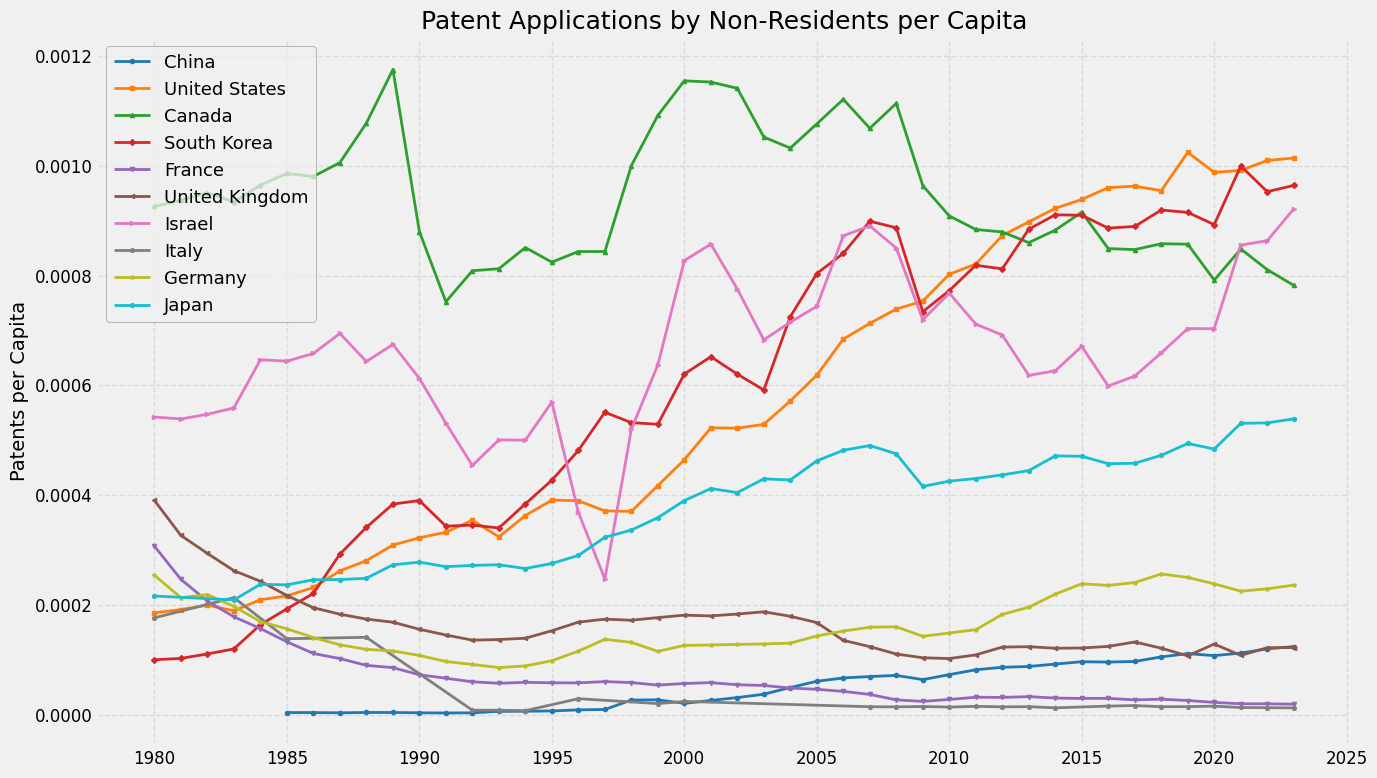 Patent Applications by Non-Residents per Capita
Patents per Capita
0.0012
0.0010
0.0008
0.0006
0.0004
0.0002
0.0000
China
United States
Canada
South Korea
France
United Kingdom
Israel
Italy
Germany
Japan
1980 1985 1990 1995 2000 2005 2010 2015 2020 2025